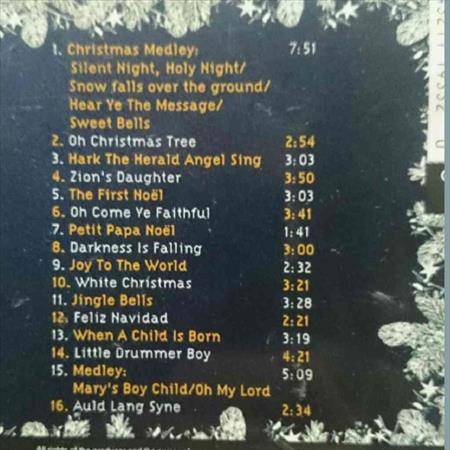 1. Christmas Medley: 7:51
Silent Night, Holy Night/
Snow falls over the ground/
Hear Ye The Message/
Sweet Bells
2. Oh Christmas Tree 2:54
3. Hark The Herald Angel Sing 3:03
4. Zion's Daughter 3:50
5. The First Noël 3:03
6. Oh Come Ye Faithful 3:41
7. Petit Papa Noël 1:41
8. Darkness Is Falling 3:00
9. Joy To The World 2:32
10. White Christmas 3:21
11. Jingle Bells 3:28
12. Feliz Navidad 2:21
13. When A Child Is Born 3:19
14. Little Drummer Boy 4:21
15. Medley: 5:09
Mary's Boy Child/Oh My Lord
16. Auld Lang Syne 2:34